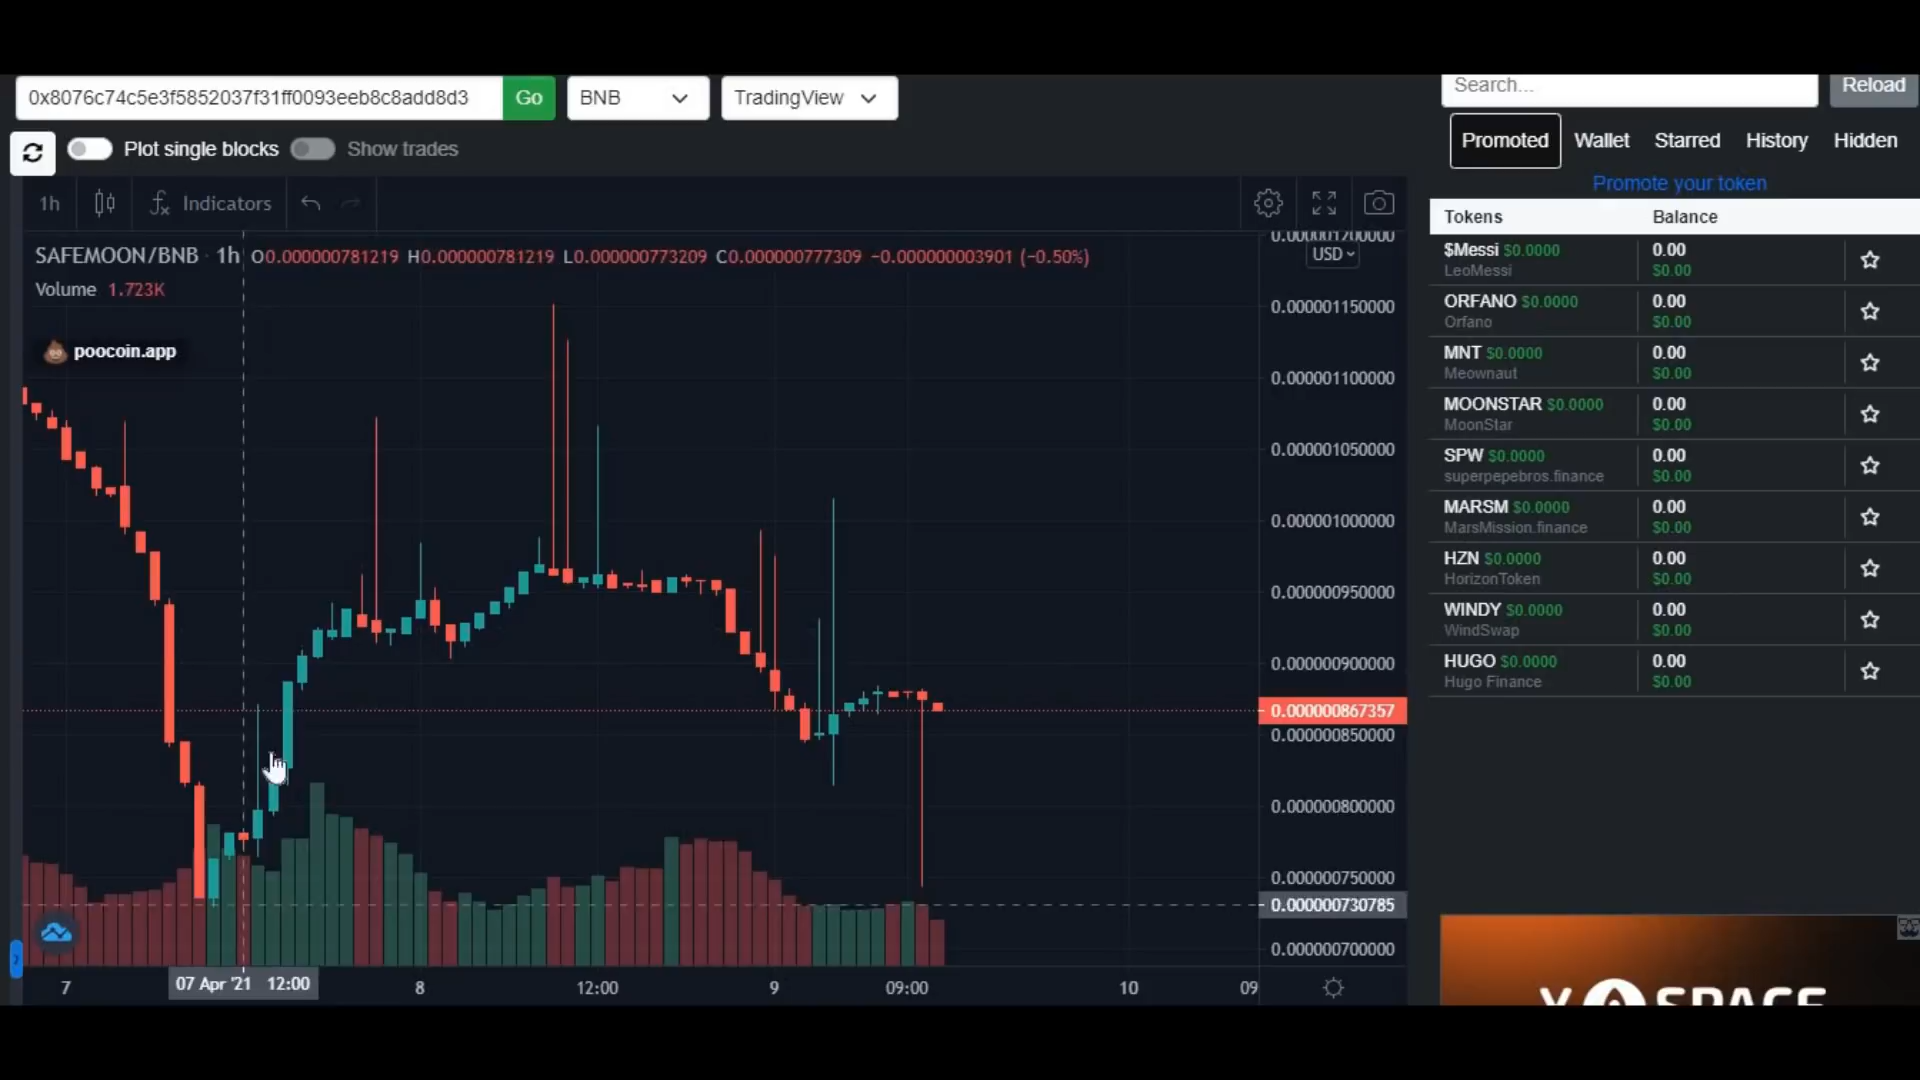 0x8076c74c5e3f5852037f31ff0093eeb8c8add8d3 Go BNB TradingView
Search... Reload
Plot single blocks Show trades
Promoted Wallet Starred History Hidden
Promote your token
1h Indicators
Tokens Balance
SAFEMOON/BNB · 1h O0.000000781219 H0.000000781219 L0.000000773209 C0.000000777309 −0.000000003901 (−0.50%)
Volume 1.723K
poocoin.app
0.000001200000
USD
0.000001150000
0.000001100000
0.000001050000
0.000001000000
0.000000950000
0.000000900000
0.000000867357
0.000000850000
0.000000800000
0.000000750000
0.000000730785
0.000000700000
7 07 Apr '21 12:00 8 12:00 9 09:00 10 09
$Messi $0.0000 0.00
LeoMessi $0.00
ORFANO $0.0000 0.00
Orfano $0.00
MNT $0.0000 0.00
Meownaut $0.00
MOONSTAR $0.0000 0.00
MoonStar $0.00
SPW $0.0000 0.00
superpepebros.finance $0.00
MARSM $0.0000 0.00
MarsMission.finance $0.00
HZN $0.0000 0.00
HorizonToken $0.00
WINDY $0.0000 0.00
WindSwap $0.00
HUGO $0.0000 0.00
Hugo Finance $0.00